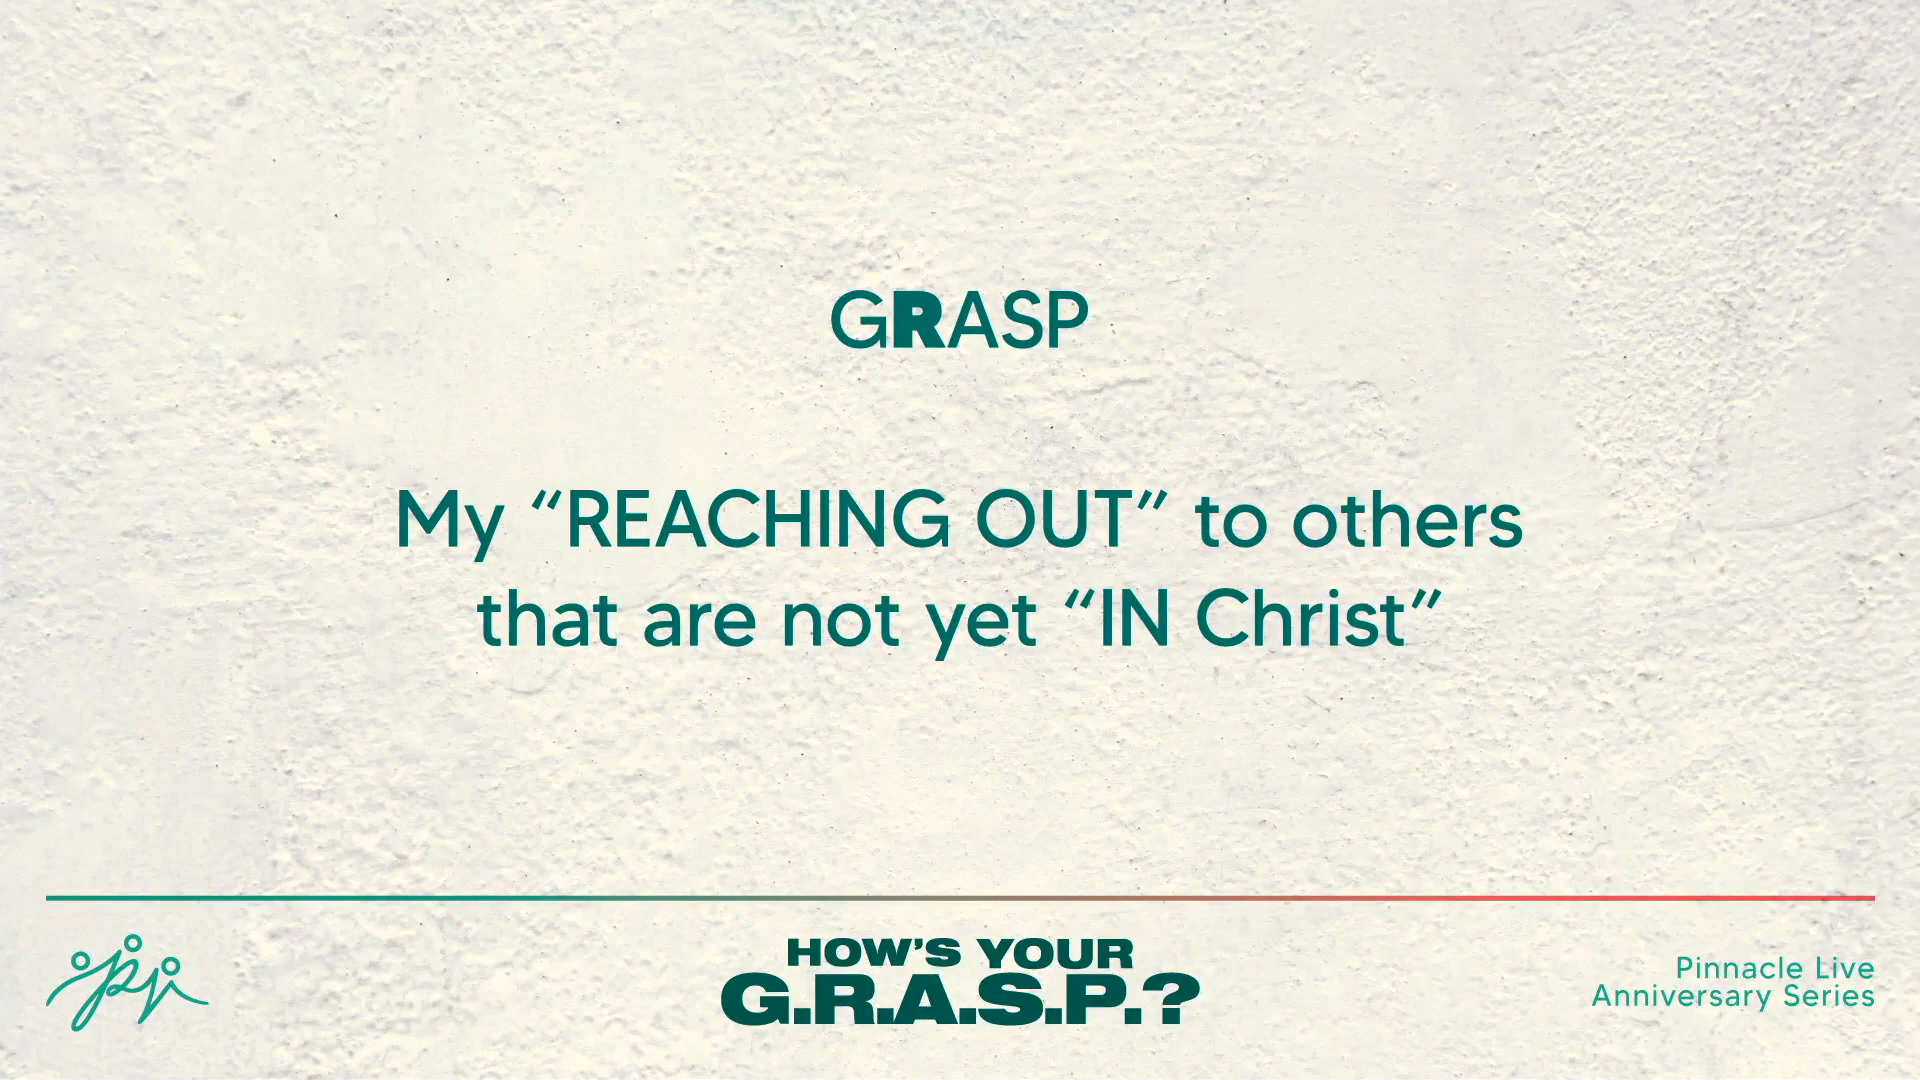 GRASP
My “REACHING OUT” to others
that are not yet “IN Christ”
HOW'S YOUR
G.R.A.S.P.?
Pinnacle Live
Anniversary Series